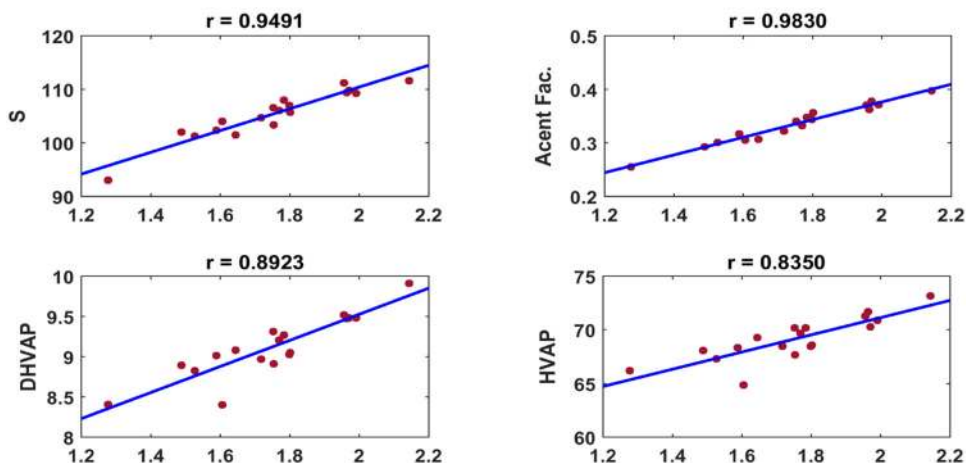 r = 0.9491
S
120
110
100
90
1.2 1.4 1.6 1.8 2 2.2
r = 0.9830
Acent Fac.
0.5
0.4
0.3
0.2
1.2 1.4 1.6 1.8 2 2.2
r = 0.8923
DHVAP
10
9.5
9
8.5
8
1.2 1.4 1.6 1.8 2 2.2
r = 0.8350
HVAP
75
70
65
60
1.2 1.4 1.6 1.8 2 2.2